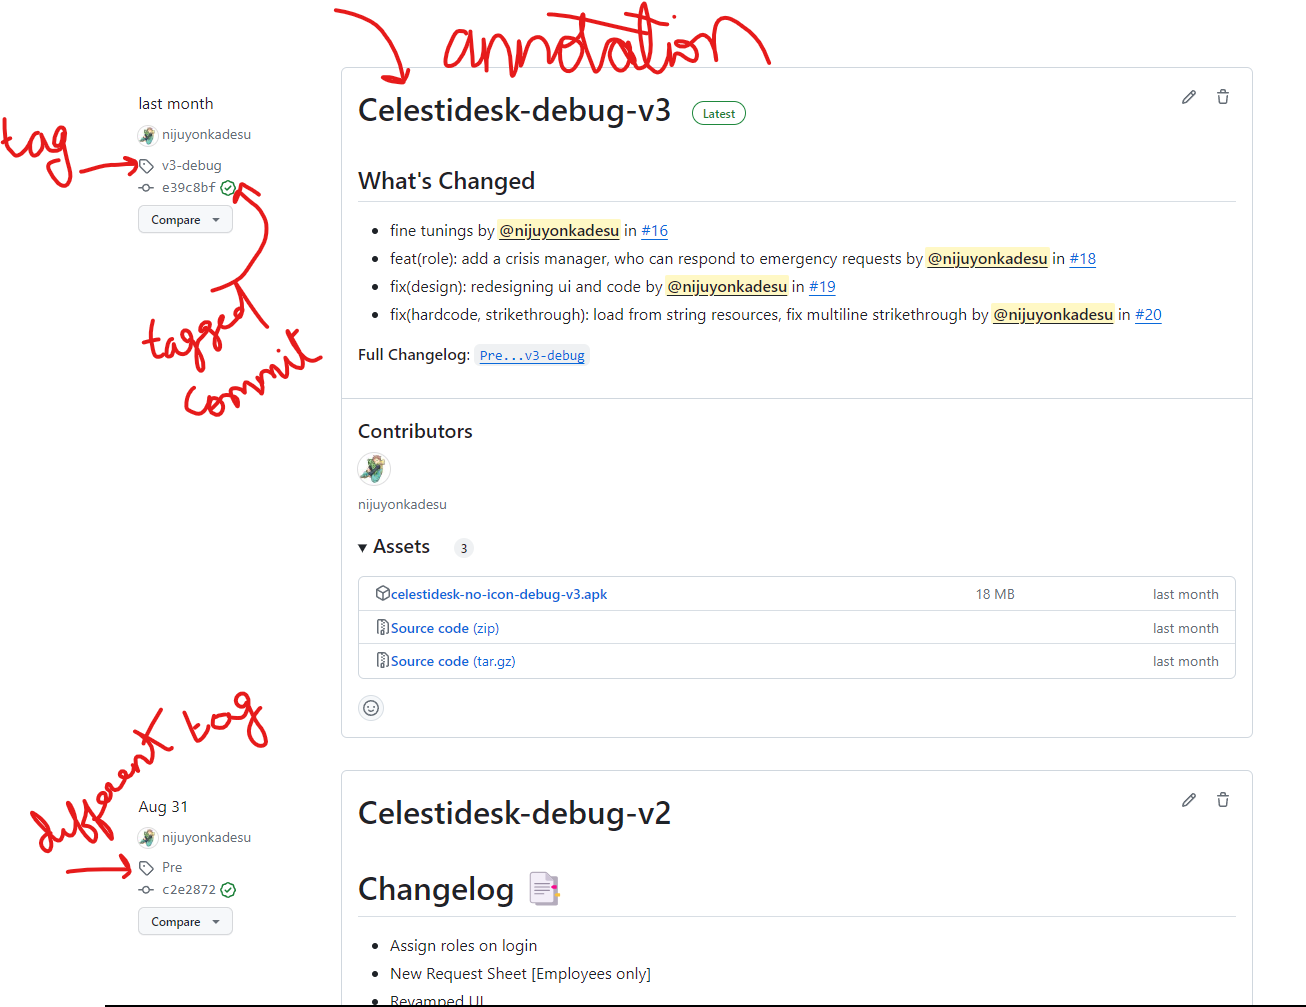 annotation
last month
nijuyonkadesu
tag
v3-debug
e39c8bf
Compare
tagged
commit
Celestidesk-debug-v3 Latest
What's Changed
fine tunings by @nijuyonkadesu in #16
feat(role): add a crisis manager, who can respond to emergency requests by @nijuyonkadesu in #18
fix(design): redesigning ui and code by @nijuyonkadesu in #19
fix(hardcode, strikethrough): load from string resources, fix multiline strikethrough by @nijuyonkadesu in #20
Full Changelog: Pre...v3-debug
Contributors
nijuyonkadesu
Assets 3
celestidesk-no-icon-debug-v3.apk 18 MB last month
Source code (zip) last month
Source code (tar.gz) last month
different tag
Aug 31
nijuyonkadesu
Pre
c2e2872
Compare
Celestidesk-debug-v2
Changelog
Assign roles on login
New Request Sheet [Employees only]
Revamped UI